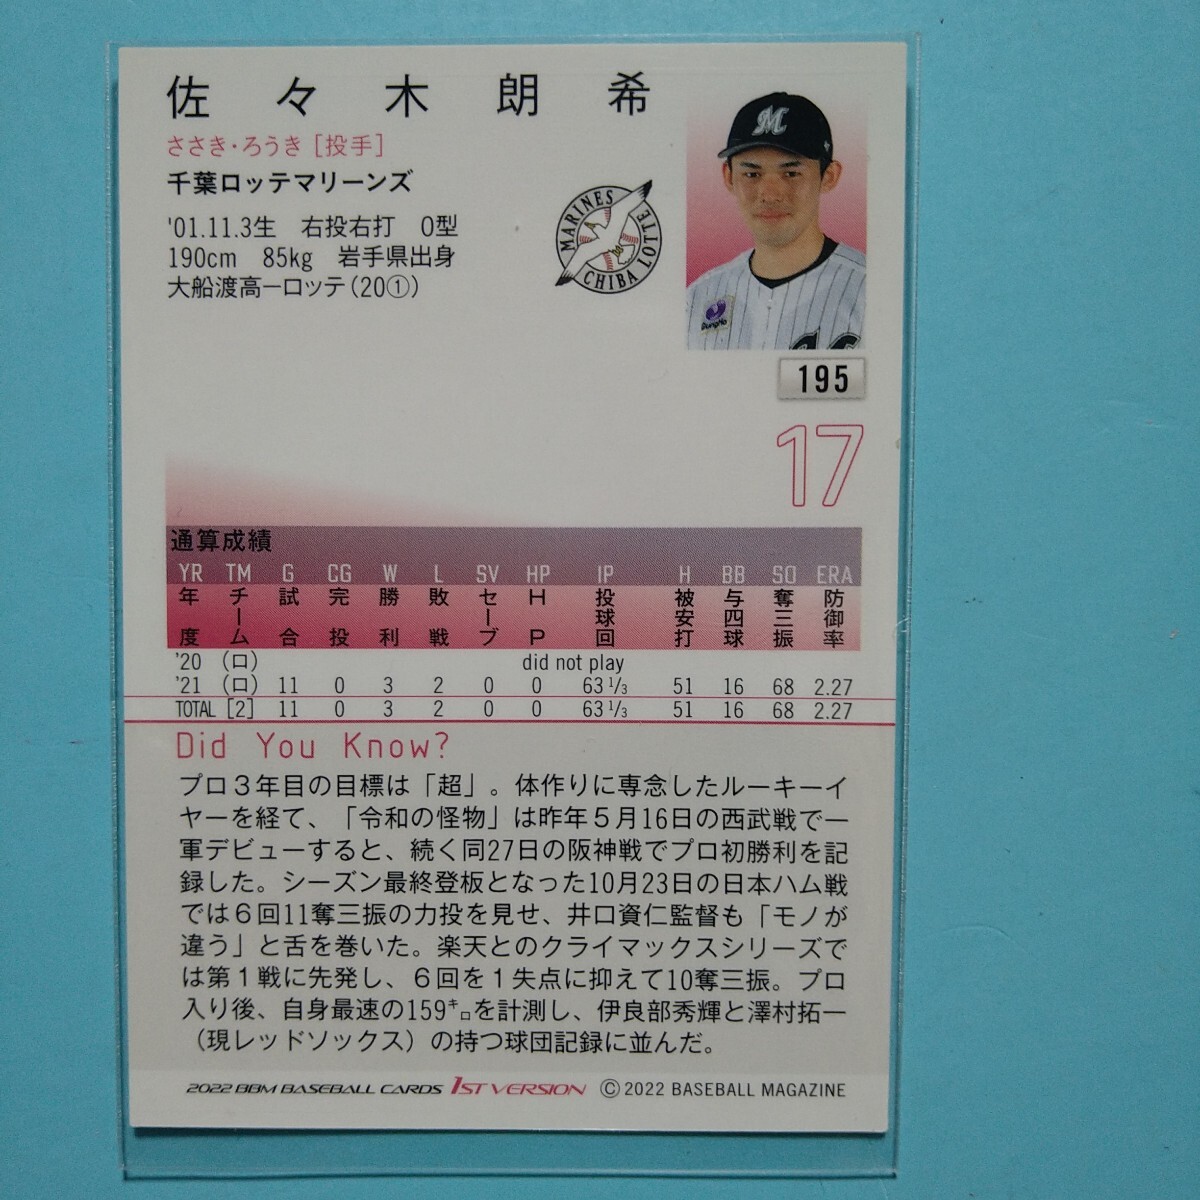 佐々木朗希
ささき・ろうき［投手］
千葉ロッテマリーンズ
'01.11.3生　右投右打　O型
190cm　85kg　岩手県出身
大船渡高ーロッテ(20①)
MARINES
CHIBA LOTTE
M
DungHo
195
17
通算成績
YR TM G CG W L SV HP IP H BB SO ERA
年度 チーム 試合 完投 勝利 敗戦 セーブ HP 投球回 被安打 与四球 奪三振 防御率
'20 (ロ) did not play
'21 (ロ) 11 0 3 2 0 0 63 1/3 51 16 68 2.27
TOTAL [2] 11 0 3 2 0 0 63 1/3 51 16 68 2.27
Did You Know?
プロ3年目の目標は「超」。体作りに専念したルーキーイ
ヤーを経て、「令和の怪物」は昨年5月16日の西武戦で一
軍デビューすると、続く同27日の阪神戦でプロ初勝利を記
録した。シーズン最終登板となった10月23日の日本ハム戦
では6回11奪三振の力投を見せ、井口資仁監督も「モノが
違う」と舌を巻いた。楽天とのクライマックスシリーズで
は第1戦に先発し、6回を1失点に抑えて10奪三振。プロ
入り後、自身最速の159㌔を計測し、伊良部秀輝と澤村拓一
（現レッドソックス）の持つ球団記録に並んだ。
2022 BBM BASEBALL CARDS 1ST VERSION ©2022 BASEBALL MAGAZINE